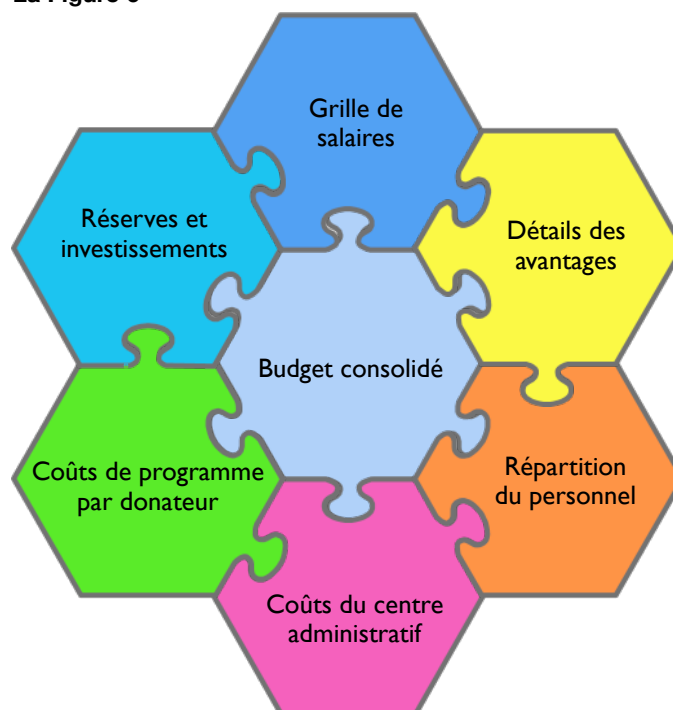 Grille de
salaires
Réserves et
investissements
Détails des
avantages
Budget consolidé
Coûts de programme
par donateur
Répartition
du personnel
Coûts du centre
administratif